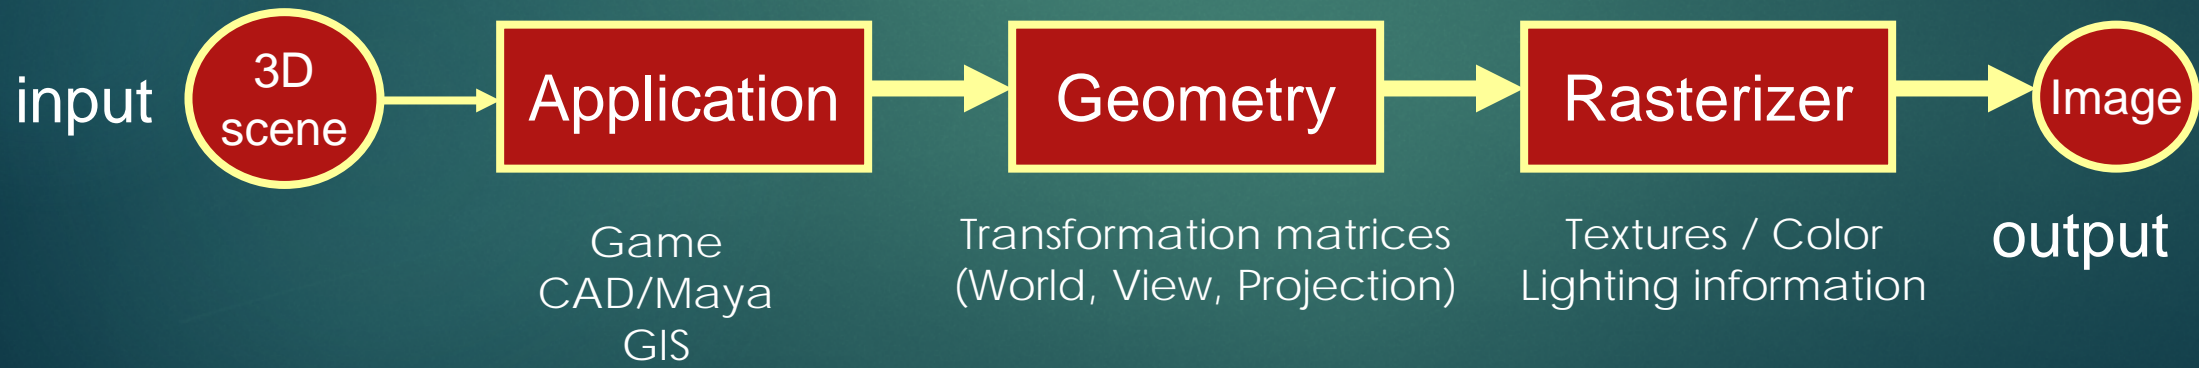 input
3D
scene
Application
Geometry
Rasterizer
Image
Game
CAD/Maya
GIS
Transformation matrices
(World, View, Projection)
Textures / Color
Lighting information
output